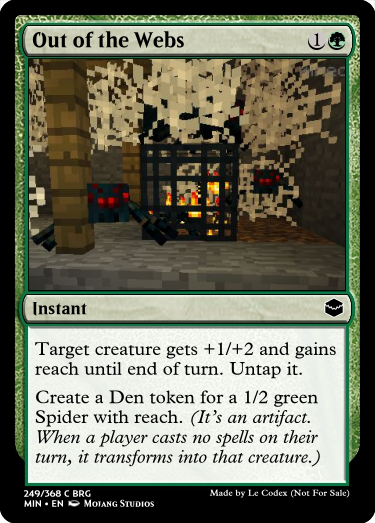 Out of the Webs 1
Instant
Target creature gets +1/+2 and gains
reach until end of turn. Untap it.
Create a Den token for a 1/2 green
Spider with reach. (It's an artifact.
When a player casts no spells on their
turn, it transforms into that creature.)
249/368 C BRG
MIN • EN Mojang Studios
Made by Le Codex (Not For Sale)